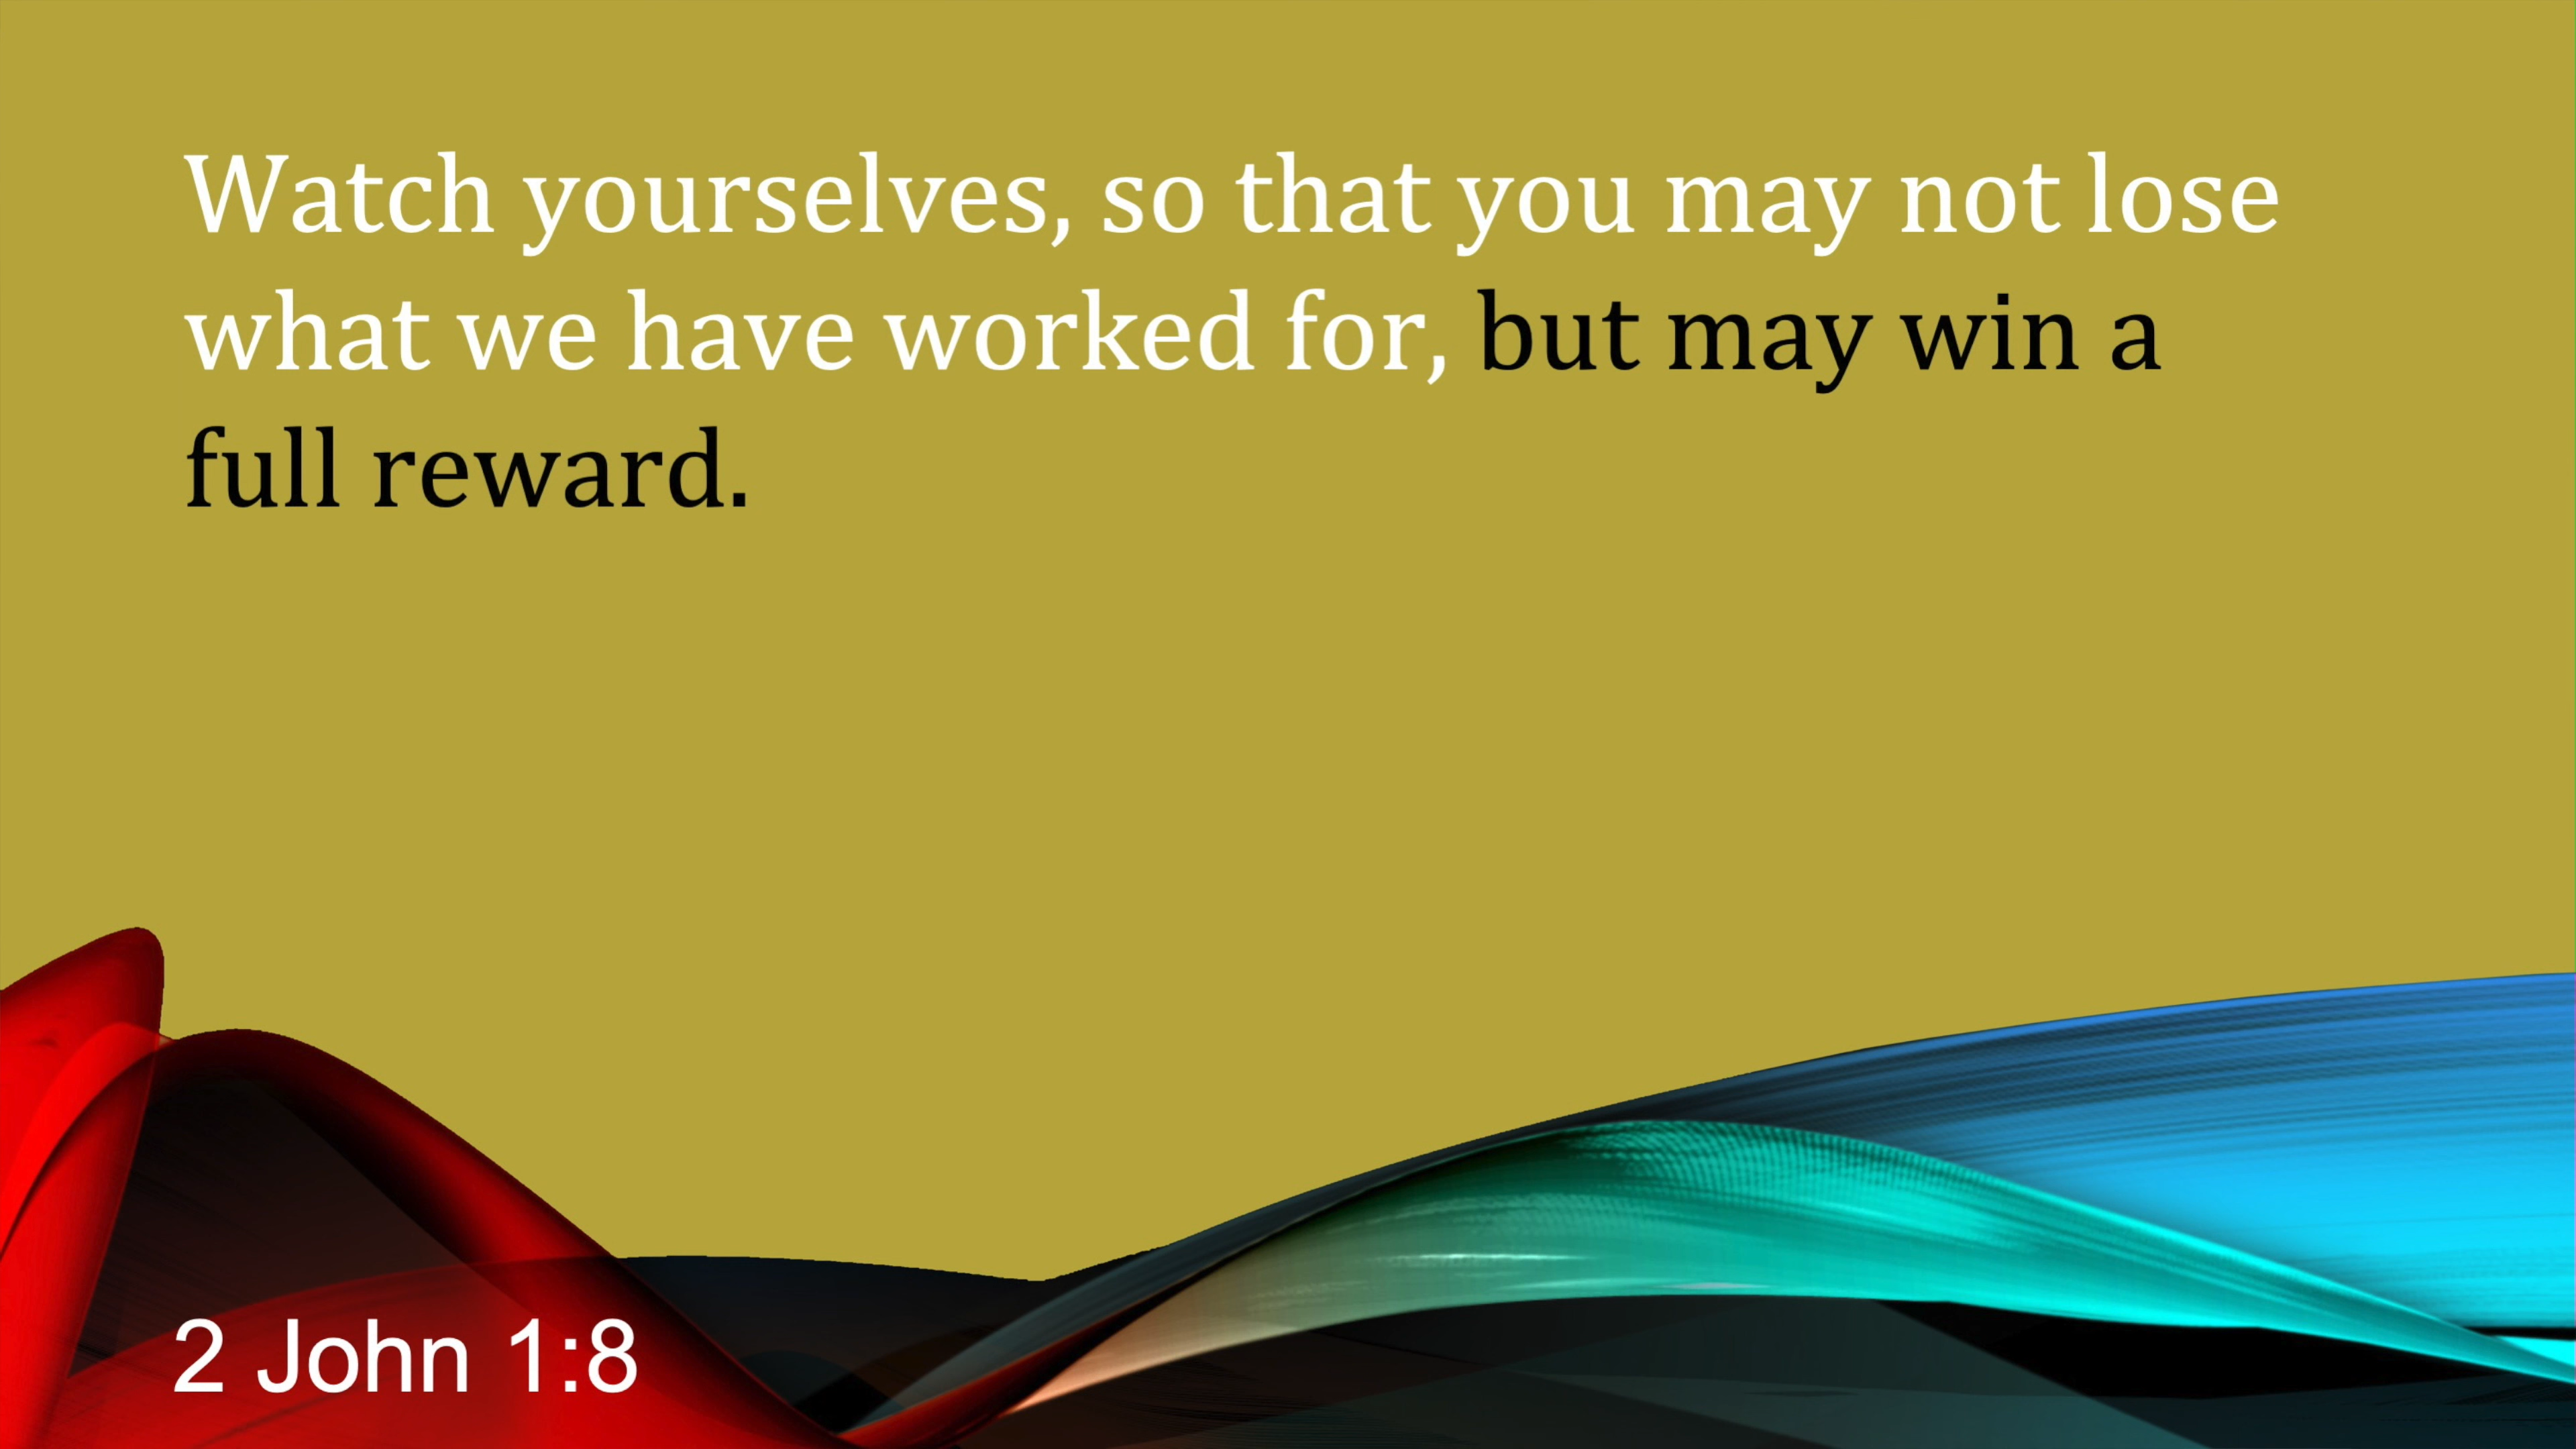 Watch yourselves, so that you may not lose
what we have worked for, but may win a
full reward.
2 John 1:8